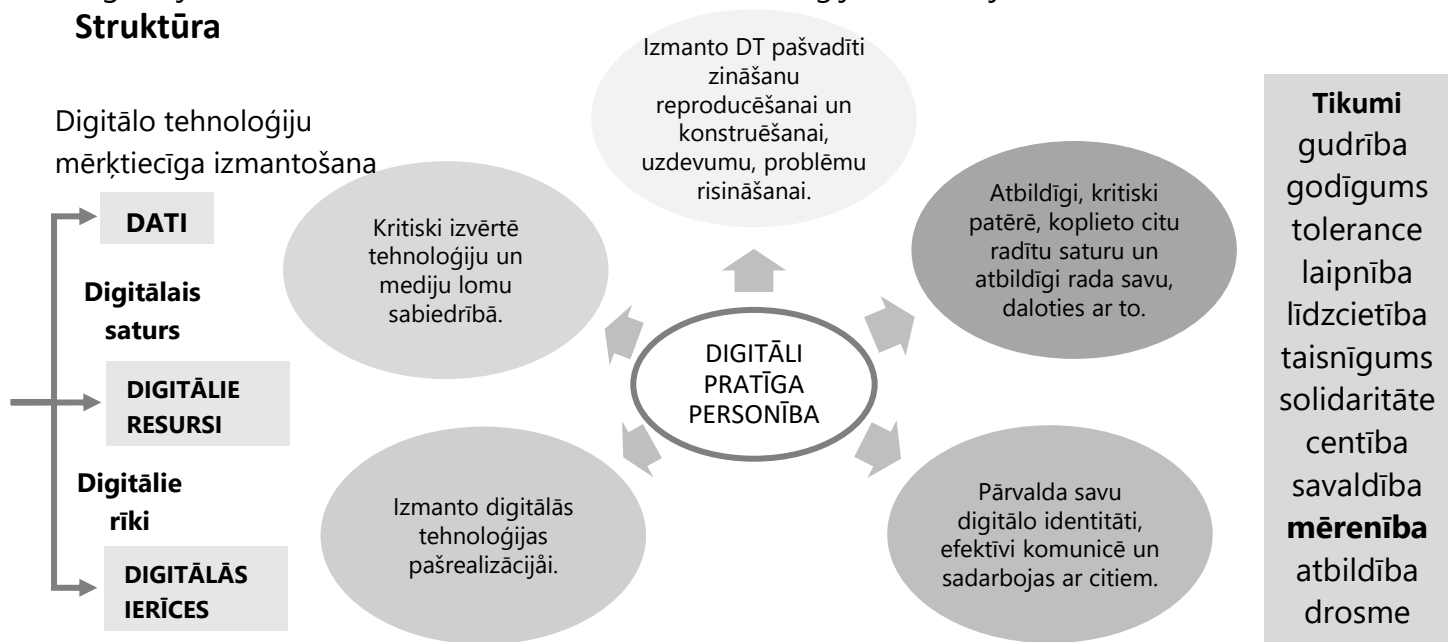 Struktūra
Digitālo tehnoloģiju
mērķtiecīga izmantošana
DATI
Digitālais
saturs
DIGITĀLIE
RESURSI
Digitālie
rīki
DIGITĀLĀS
IERĪCES
Izmanto DT pašvadīti
zināšanu
reproducēšanai un
konstruēšanai,
uzdevumu, problēmu
risināšanai.
Kritiski izvērtē
tehnoloģiju un
mediju lomu
sabiedrībā.
Atbildīgi, kritiski
patērē, koplieto citu
radītu saturu un
atbildīgi rada savu,
daloties ar to.
DIGITĀLI
PRATĪGA
PERSONĪBA
Izmanto digitālās
tehnoloģijas
pašrealizācijåi.
Pārvalda savu
digitālo identitāti,
efektīvi komunicē un
sadarbojas ar citiem.
Tikumi
gudrība
godīgums
tolerance
laipnība
līdzcietība
taisnīgums
solidaritāte
centība
savaldība
mērenība
atbildība
drosme